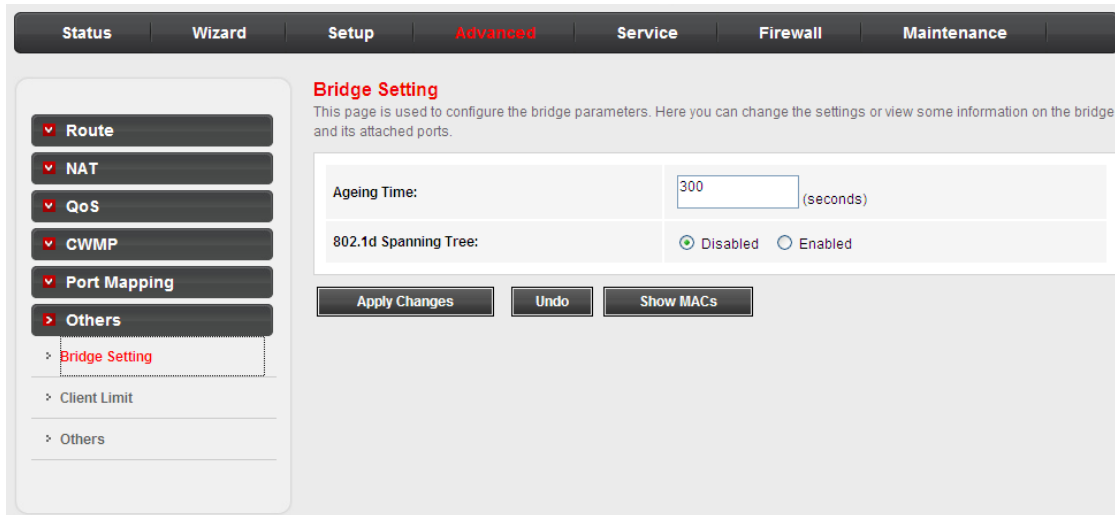 Status Wizard Setup Advanced Service Firewall Maintenance
Route
NAT
QoS
CWMP
Port Mapping
Others
Bridge Setting
Client Limit
Others
Bridge Setting
This page is used to configure the bridge parameters. Here you can change the settings or view some information on the bridge
and its attached ports.
Ageing Time: 300 (seconds)
802.1d Spanning Tree: Disabled Enabled
Apply Changes Undo Show MACs